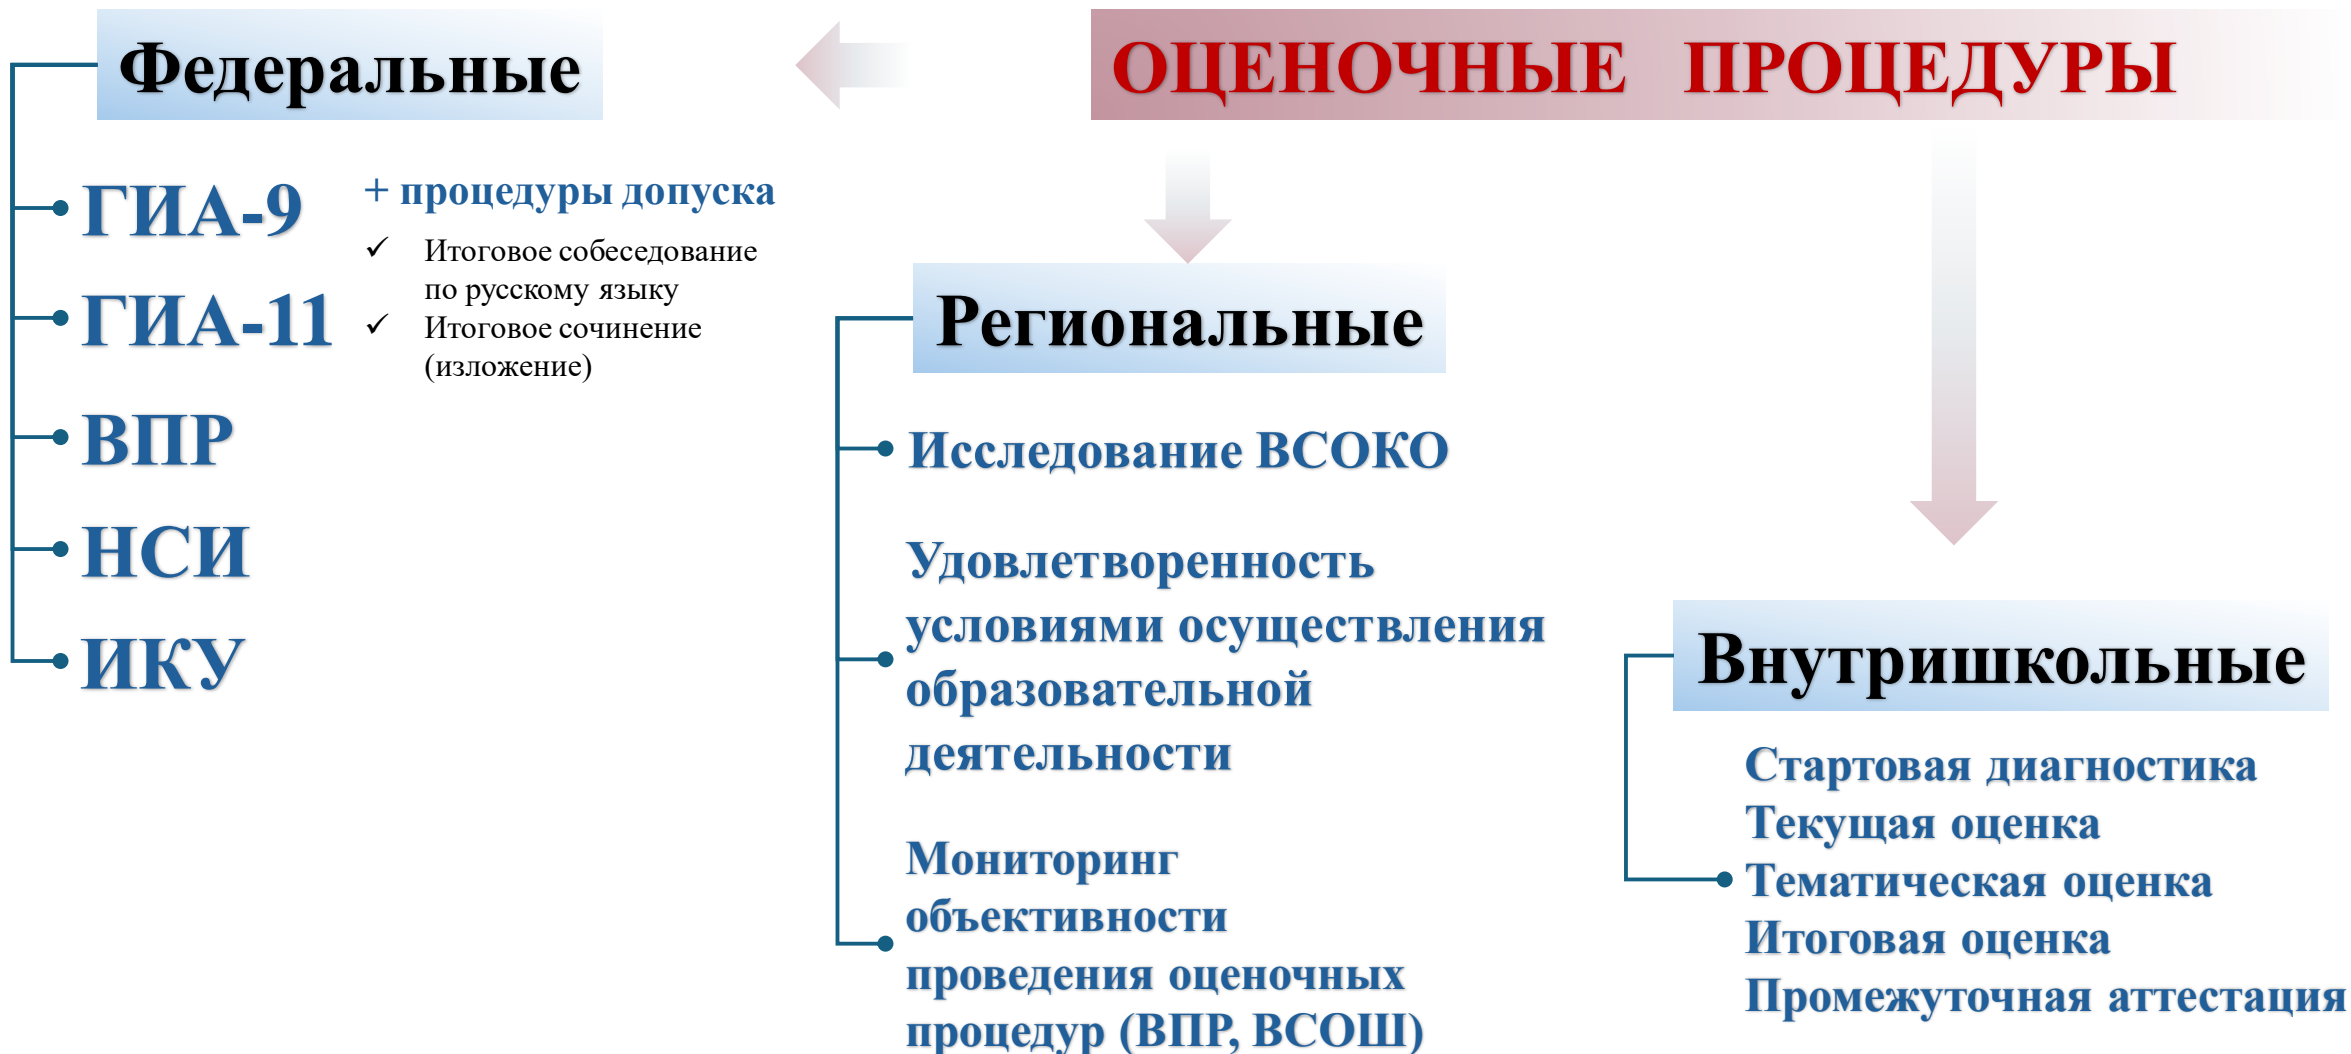 ОЦЕНОЧНЫЕ ПРОЦЕДУРЫ
Федеральные
ГИА-9
ГИА-11
ВПР
НСИ
ИКУ
+ процедуры допуска
✓ Итоговое собеседование
по русскому языку
✓ Итоговое сочинение
(изложение)
Региональные
Исследование ВСОКО
Удовлетворенность
условиями осуществления
образовательной
деятельности
Мониторинг
объективности
проведения оценочных
процедур (ВПР, ВСОШ)
Внутришкольные
Стартовая диагностика
Текущая оценка
Тематическая оценка
Итоговая оценка
Промежуточная аттестация